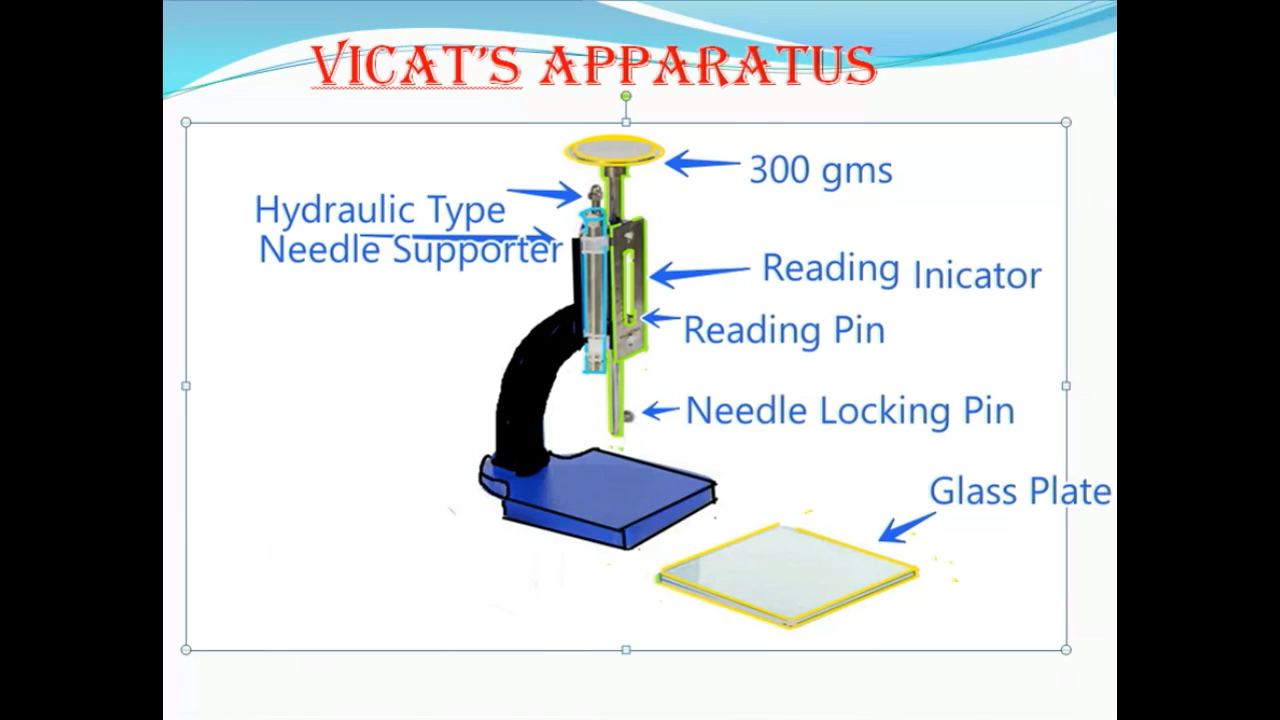 VICAT'S APPARATUS
300 gms
Hydraulic Type
Needle Supporter
Reading Inicator
Reading Pin
Needle Locking Pin
Glass Plate